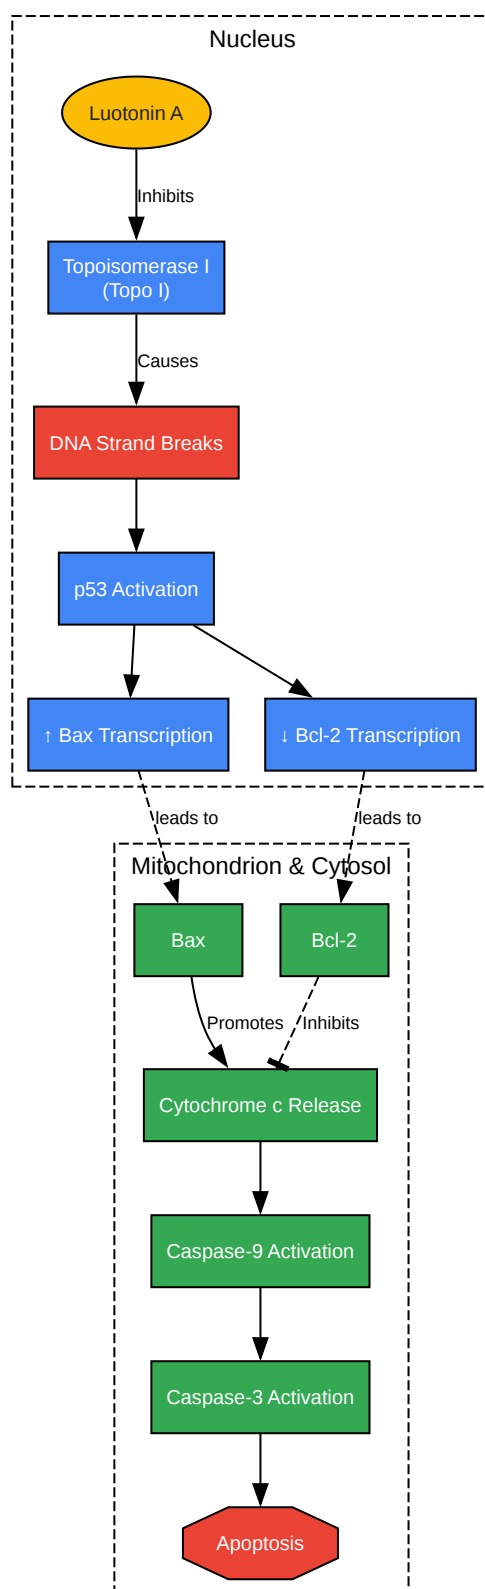 Nucleus
Luotonin A
Inhibits
Topoisomerase I
(Topo I)
Causes
DNA Strand Breaks
p53 Activation
↑ Bax Transcription
↓ Bcl-2 Transcription
leads to
leads to
Mitochondrion & Cytosol
Bax
Bcl-2
Promotes
Inhibits
Cytochrome c Release
Caspase-9 Activation
Caspase-3 Activation
Apoptosis